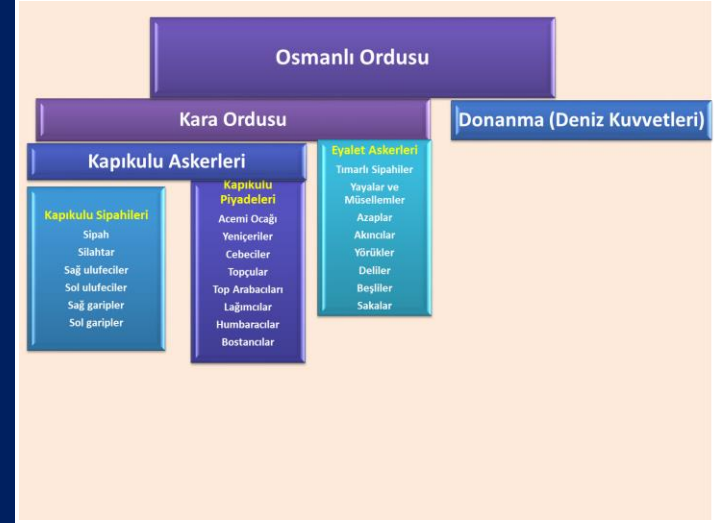 Osmanlı Ordusu
Kara Ordusu
Donanma (Deniz Kuvvetleri)
Kapıkulu Askerleri
Kapıkulu Sipahileri
Sipah
Silahtar
Sağ ulufeciler
Sol ulufeciler
Sağ garipler
Sol garipler
Kapıkulu
Piyadeleri
Acemi Ocağı
Yeniçeriler
Cebeciler
Topçular
Top Arabacıları
Lağımcılar
Humbaracılar
Bostancılar
Eyalet Askerleri
Tımarlı Sipahiler
Yayalar ve
Müsellemler
Azaplar
Akıncılar
Yörükler
Deliler
Beşliler
Sakalar